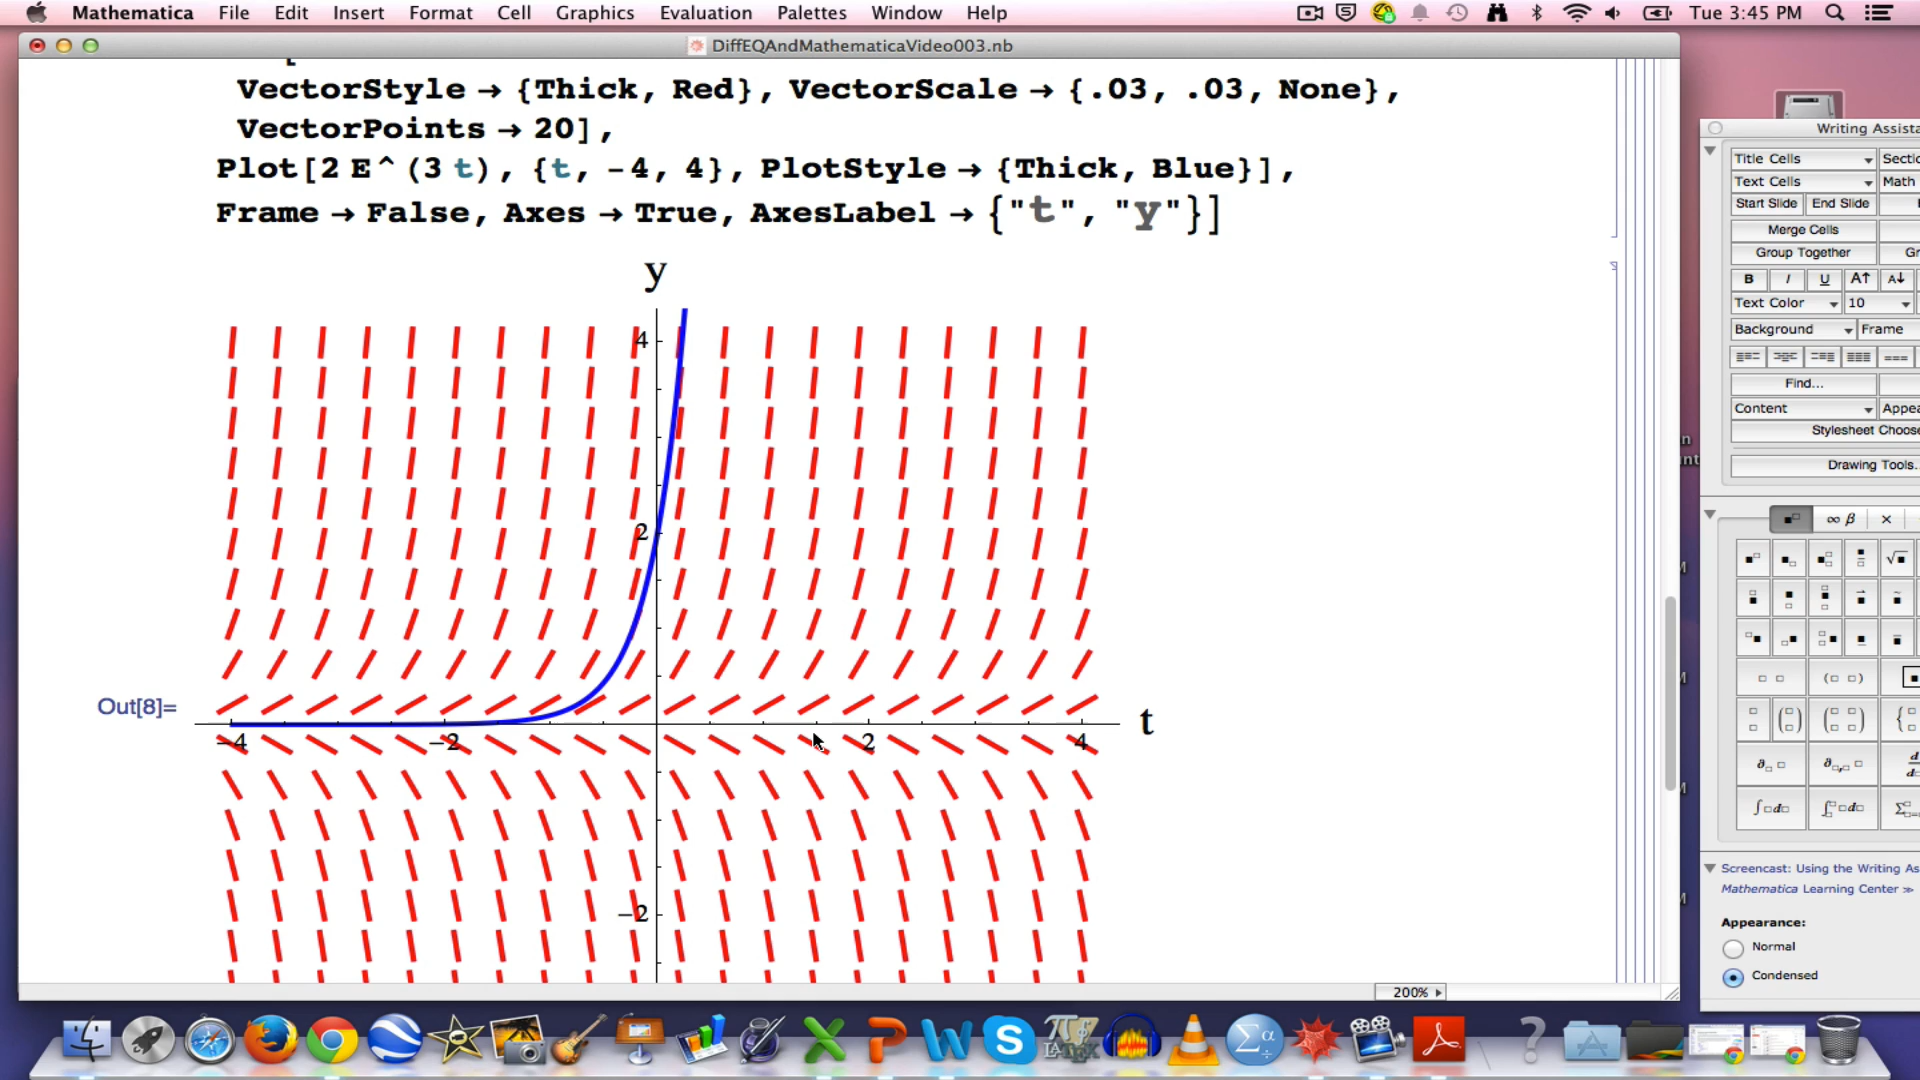 Mathematica File Edit Insert Format Cell Graphics Evaluation Palettes Window Help Tue 3:45 PM
DiffEQAndMathematicaVideo003.nb
VectorStyle → {Thick, Red}, VectorScale → {.03, .03, None},
VectorPoints → 20],
Plot[2 E^(3 t), {t, -4, 4}, PlotStyle → {Thick, Blue}],
Frame → False, Axes → True, AxesLabel → {"t", "y"}]
y
4
2
Out[8]=
-4 -2 2 4
t
-2
200%
Writing Assista
Title Cells Sectio
Text Cells Math
Start Slide End Slide
Merge Cells
Group Together Gr
B I U A↑ A↓
Text Color 10
Background Frame
Find...
Content Appea
Stylesheet Choose
Drawing Tools..
∞ β ×
∫ □ d□
Screencast: Using the Writing As
Mathematica Learning Center »
Appearance:
Normal
Condensed